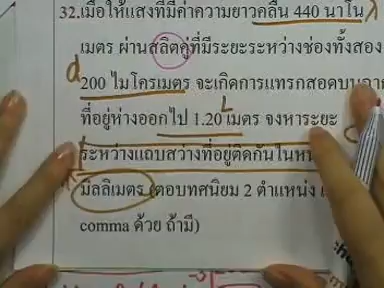 32.เมื่อให้แสงที่มีค่าความยาวคลื่น 440 นาโน λ
เมตร ผ่านสลิตคู่ที่มีระยะระหว่างช่องทั้งสอง
d
200 ไมโครเมตร จะเกิดการแทรกสอดบน
L
ที่อยู่ห่างออกไป 1.20 เมตร จงหาระยะ
ระหว่างแถบสว่างที่อยู่ติดกันใน
มิลลิเมตร (ตอบทศนิยม 2 ตำแหน่ง
comma ด้วย ถ้ามี)